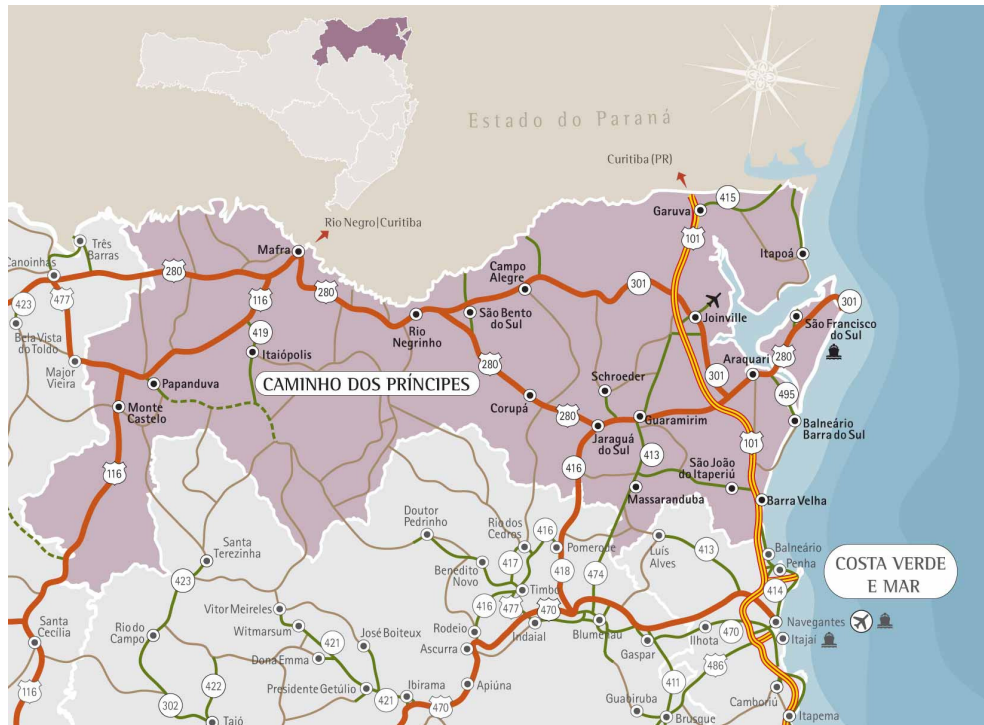 Estado do Paraná
Curitiba (PR)
415
Garuva
Rio Negro|Curitiba
Três
Barras
Mafra
101
Itapoá
Canoinhas
280
Campo
Alegre
477
423
116
280
301
301
São Bento
do Sul
Joinville
São Francisco
do Sul
Rio
Negrinho
419
Bela Vista
do Toldo
Itaiópolis
Major
Vieira
280
Araquari
280
Papanduva
CAMINHO DOS PRÍNCIPES
Schroeder
301
495
Monte
Castelo
Corupá
280
Guaramirim
Balneário
Barra do Sul
Jaraguá
do Sul
101
116
416
413
São João
do Itaperiú
Massaranduba
Barra Velha
Doutor
Pedrinho
Rio dos
Cedros
416
Santa
Terezinha
Pomerode
Luís
Alves
413
Balneário
Penha
COSTA VERDE
E MAR
Benedito
Novo
417
418
474
423
Timbó
414
Vitor Meireles
416
477
470
Navegantes
Santa
Cecília
Rio do
Campo
Witmarsum
421
José Boiteux
Rodeio
Indaial
Blumenau
Ilhota
470
Itajaí
Ascurra
Gaspar
Dona Emma
486
422
411
116
302
Presidente Getúlio
421
Ibirama
Apiúna
Guabiruba
Camboriú
470
Taió
Brusque
Itapema